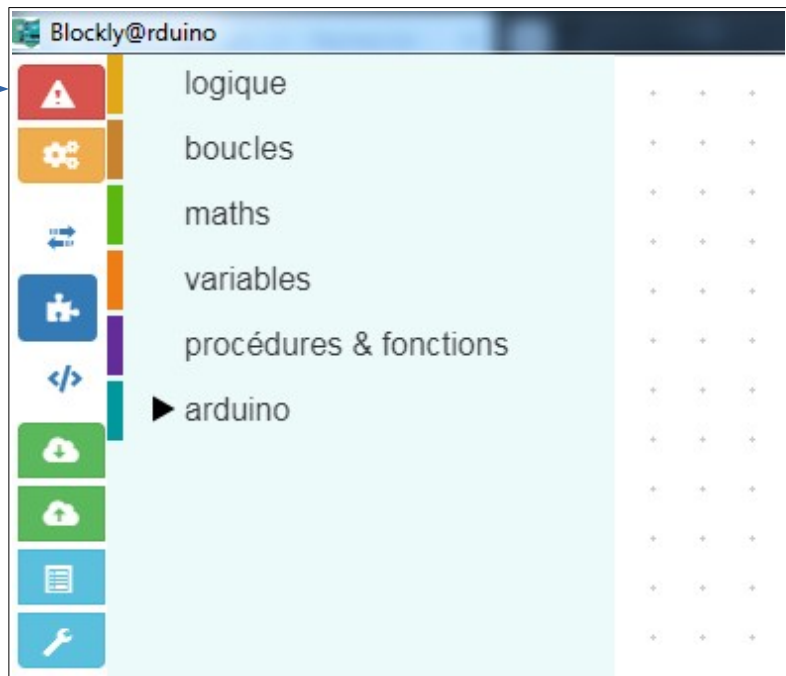 Blockly@rduino
logique
boucles
maths
variables
procédures & fonctions
arduino